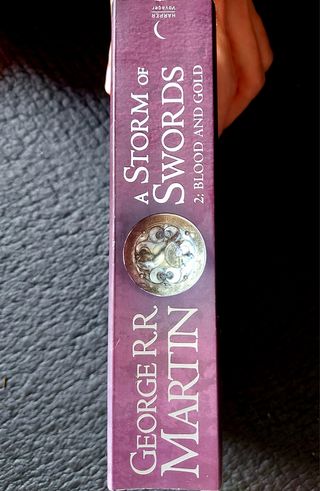 HARPER
Voyager
A STORM OF
SWORDS
2: BLOOD AND GOLD
GEORGE R.R.
MARTIN